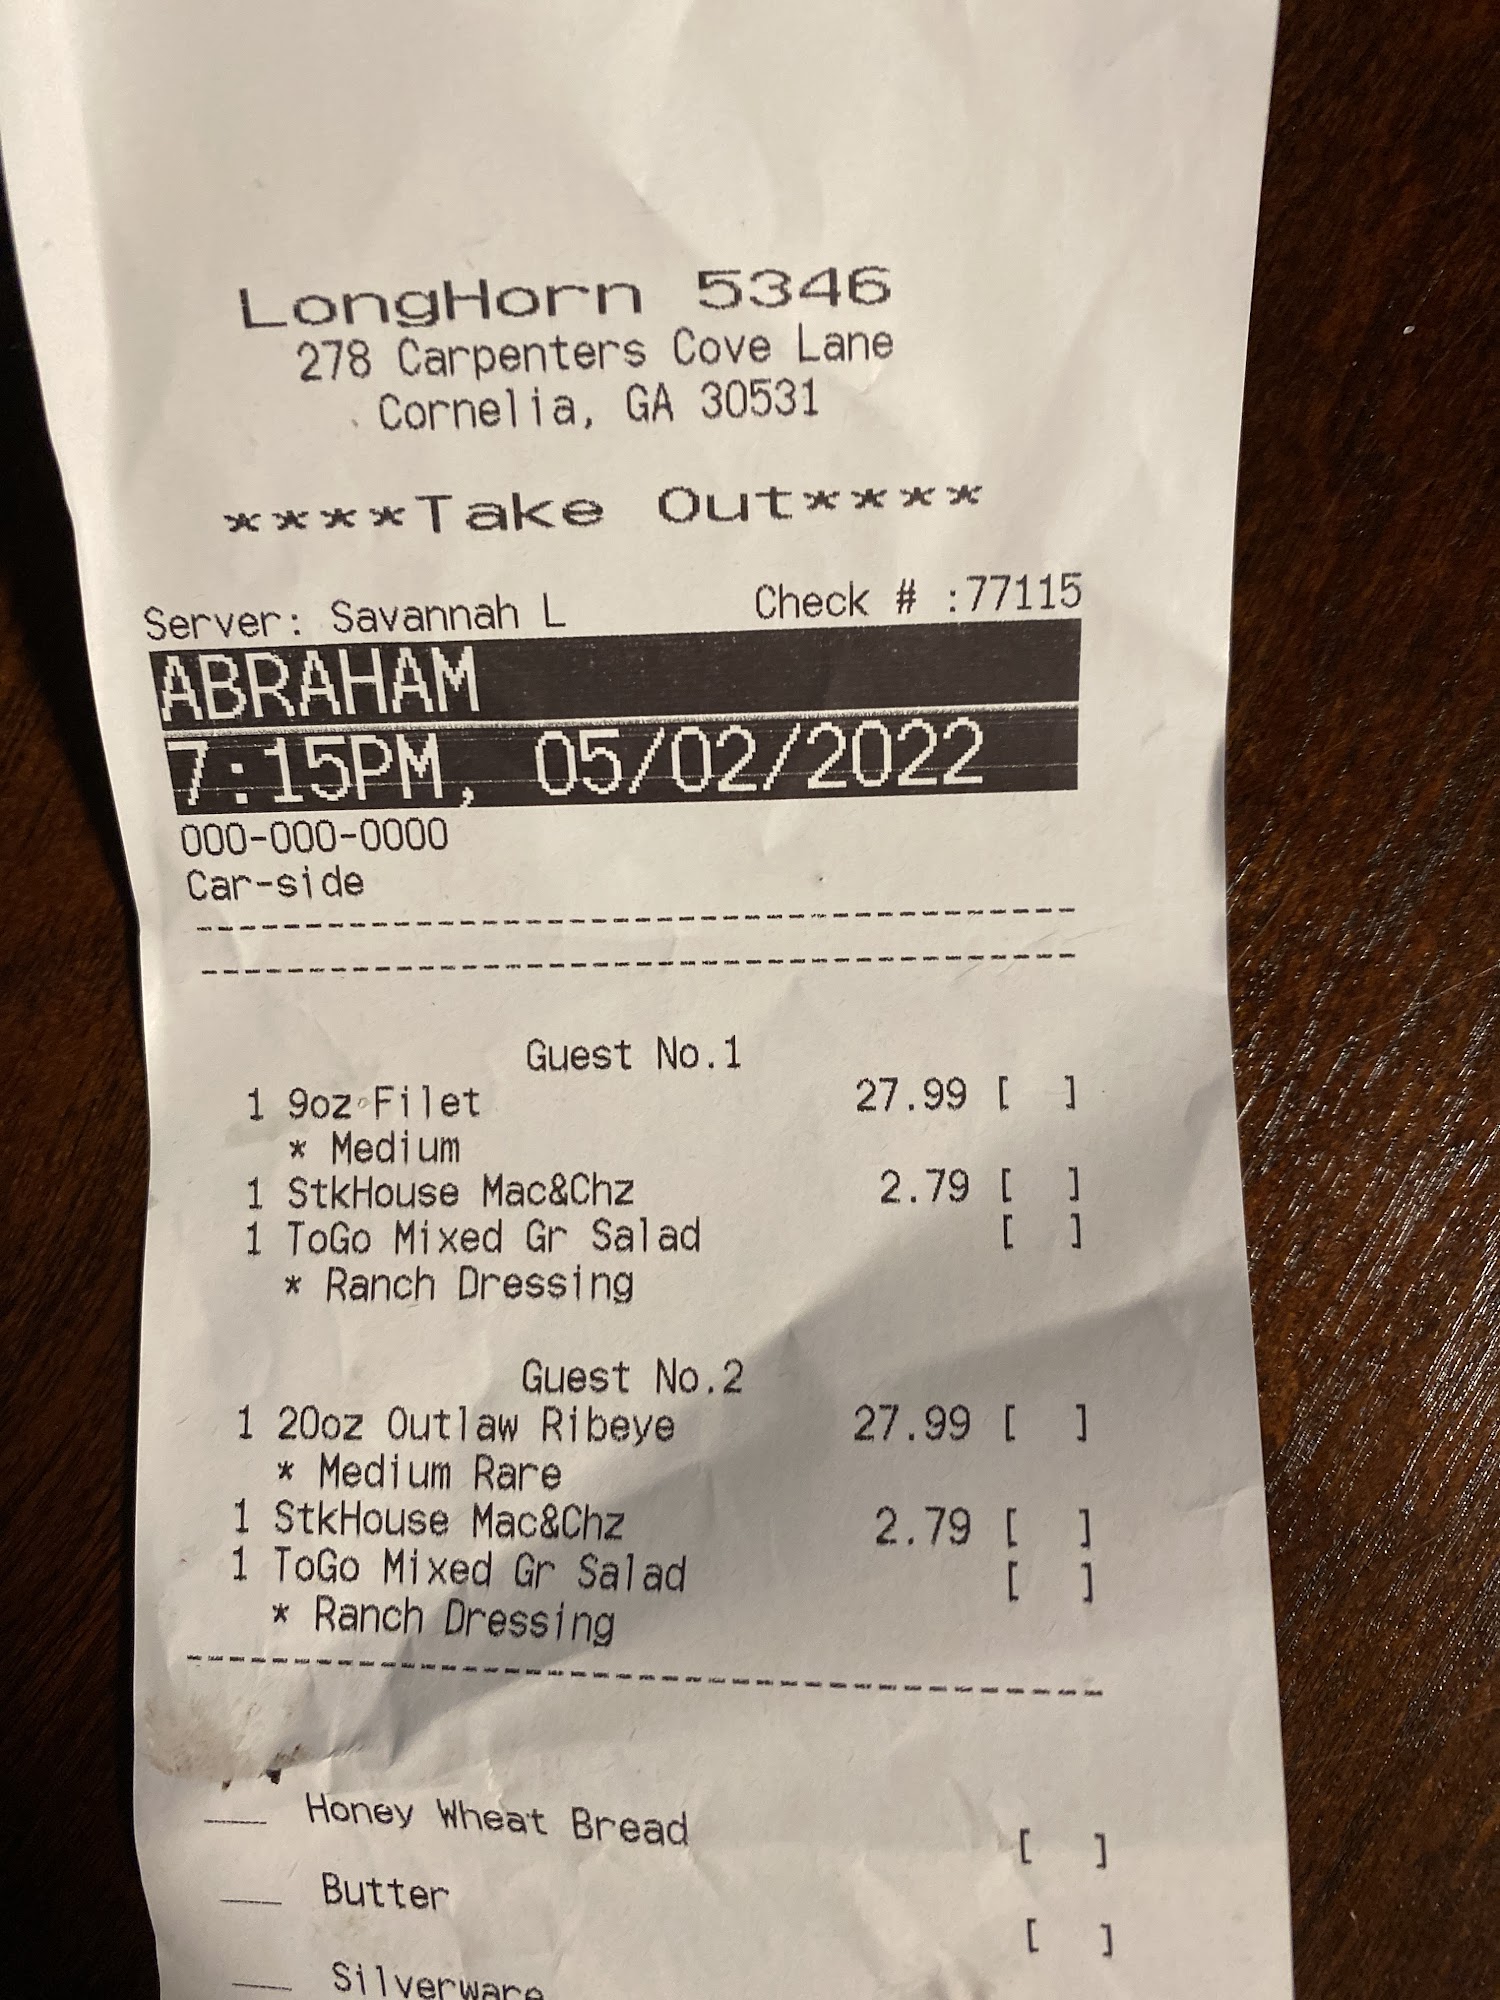 LongHorn 5346
278 Carpenters Cove Lane
Cornelia, GA 30531
****Take Out****
Server: Savannah L Check # :77115
ABRAHAM
7:15PM, 05/02/2022
000-000-0000
Car-side
Guest No.1
1 9oz Filet 27.99 [ ]
* Medium
1 StkHouse Mac&Chz 2.79 [ ]
1 ToGo Mixed Gr Salad [ ]
* Ranch Dressing
Guest No.2
1 20oz Outlaw Ribeye 27.99 [ ]
* Medium Rare
1 StkHouse Mac&Chz 2.79 [ ]
1 ToGo Mixed Gr Salad [ ]
* Ranch Dressing
___ Honey Wheat Bread [ ]
___ Butter [ ]
___ Silverware